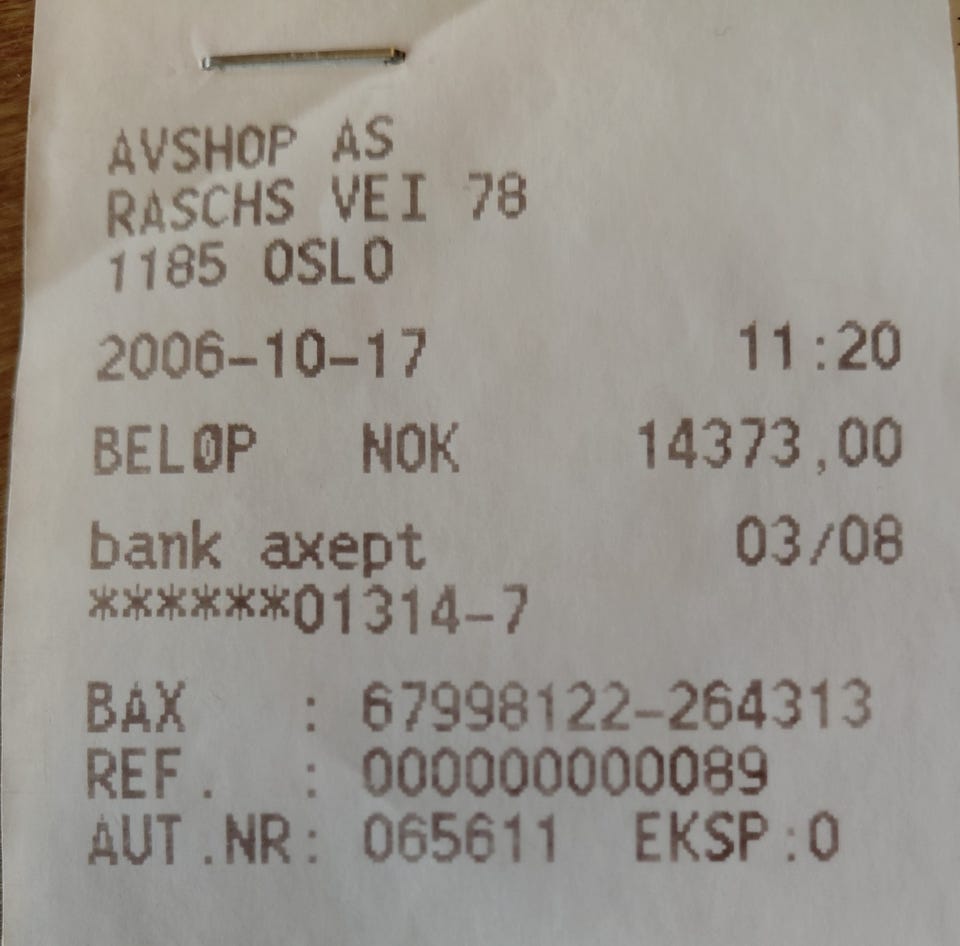 AVSHOP AS
RASCHS VEI 78
1185 OSLO
2006-10-17 11:20
BELØP NOK 14373,00
bank axept 03/08
******01314-7
BAX : 67998122-264313
REF. : 000000000089
AUT.NR: 065611 EKSP:0